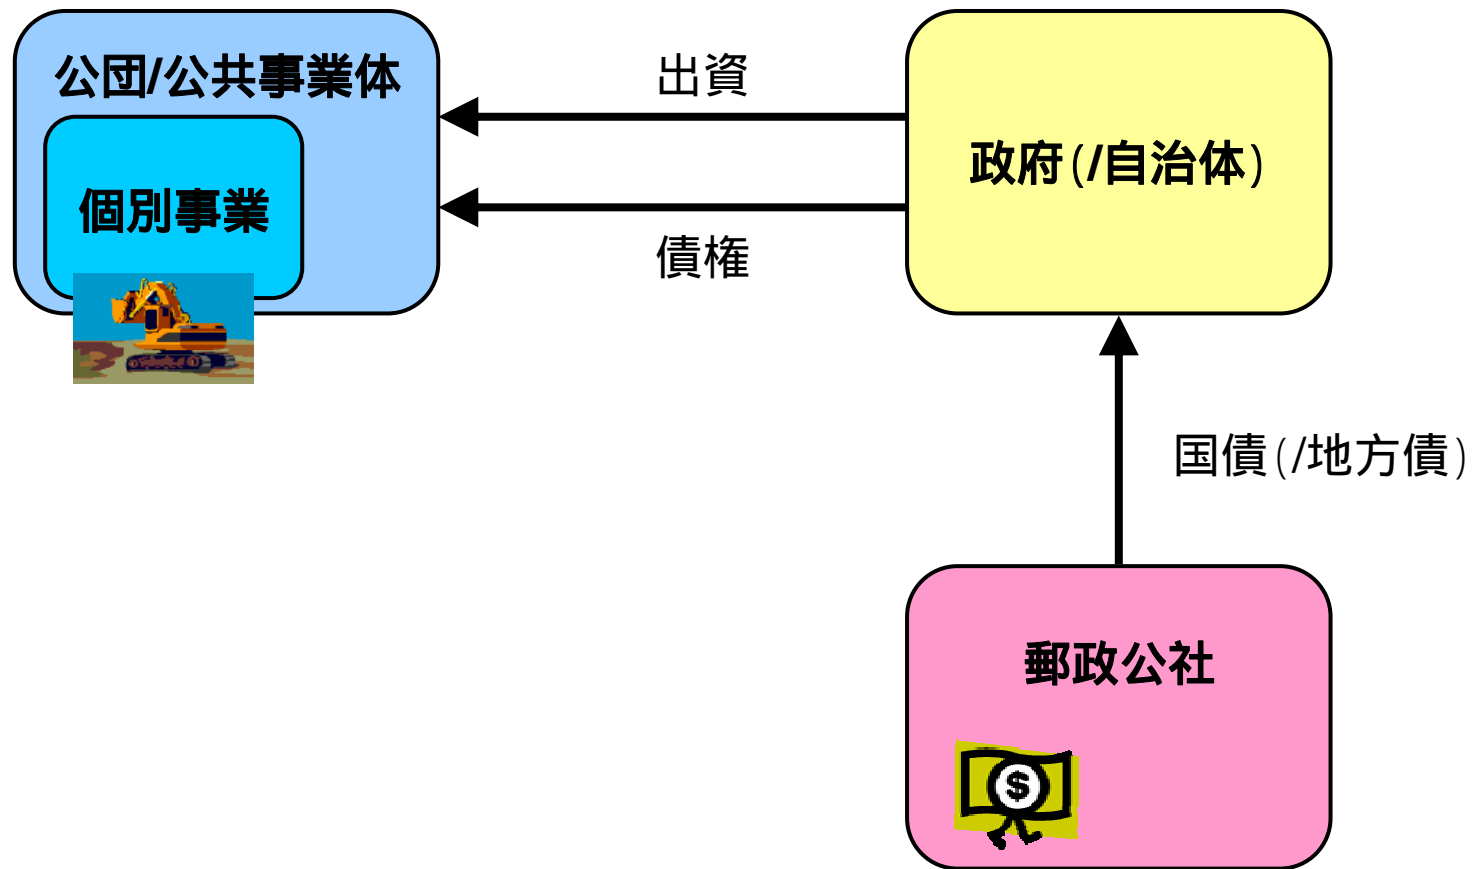 公団/公共事業体
出資
政府(/自治体)
個別事業
債権
国債(/地方債)
郵政公社
$